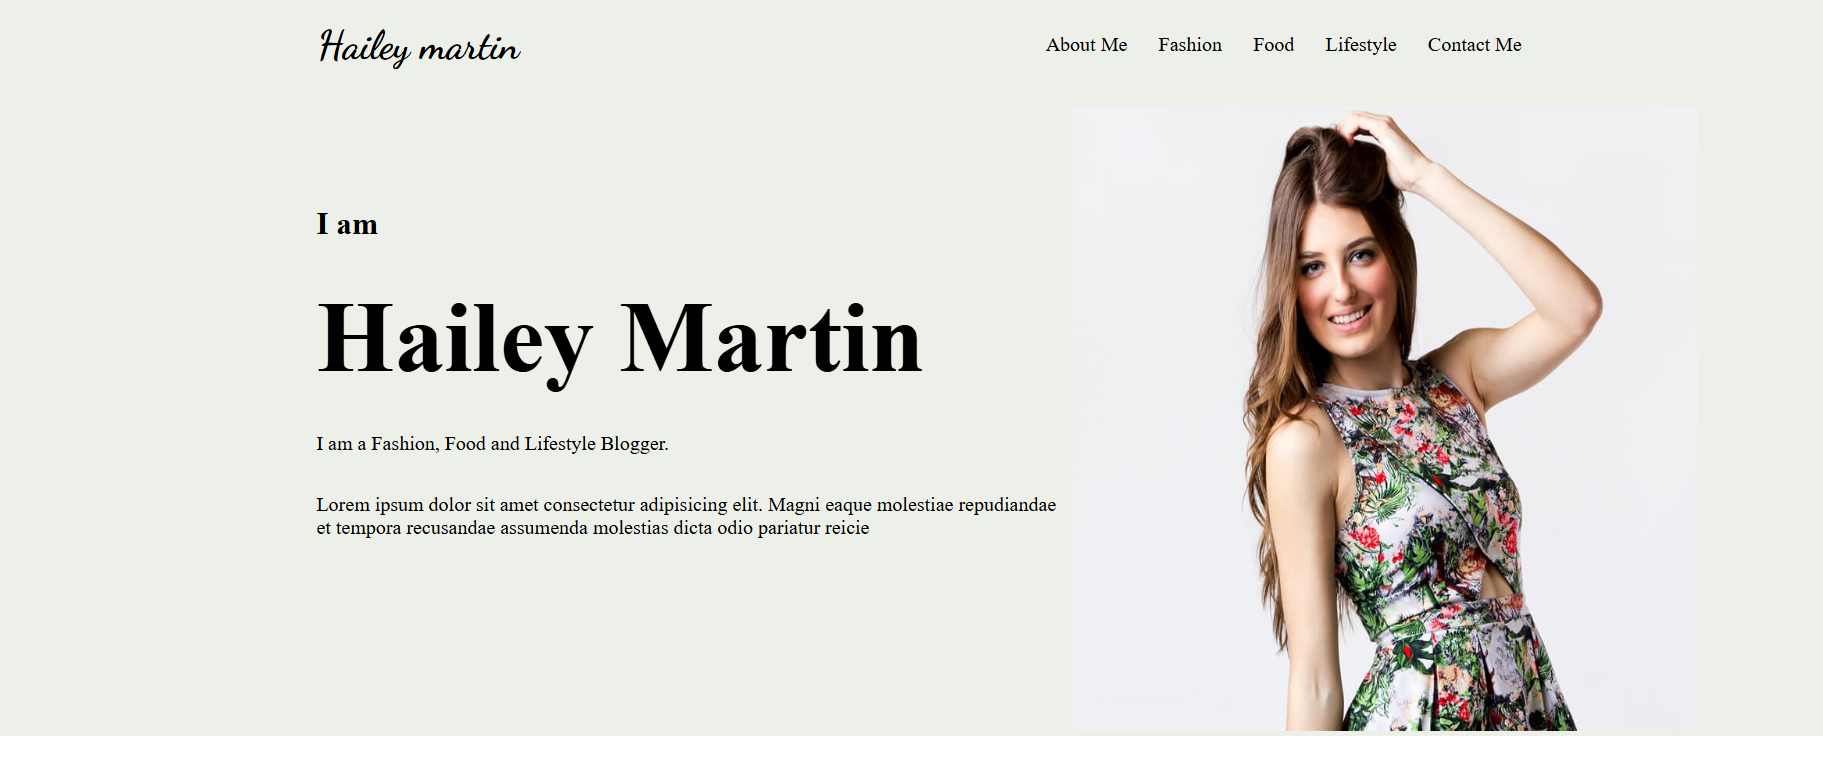 Hailey martin
About Me Fashion Food Lifestyle Contact Me
I am
Hailey Martin
I am a Fashion, Food and Lifestyle Blogger.
Lorem ipsum dolor sit amet consectetur adipisicing elit. Magni eaque molestiae repudiandae
et tempora recusandae assumenda molestias dicta odio pariatur reicie